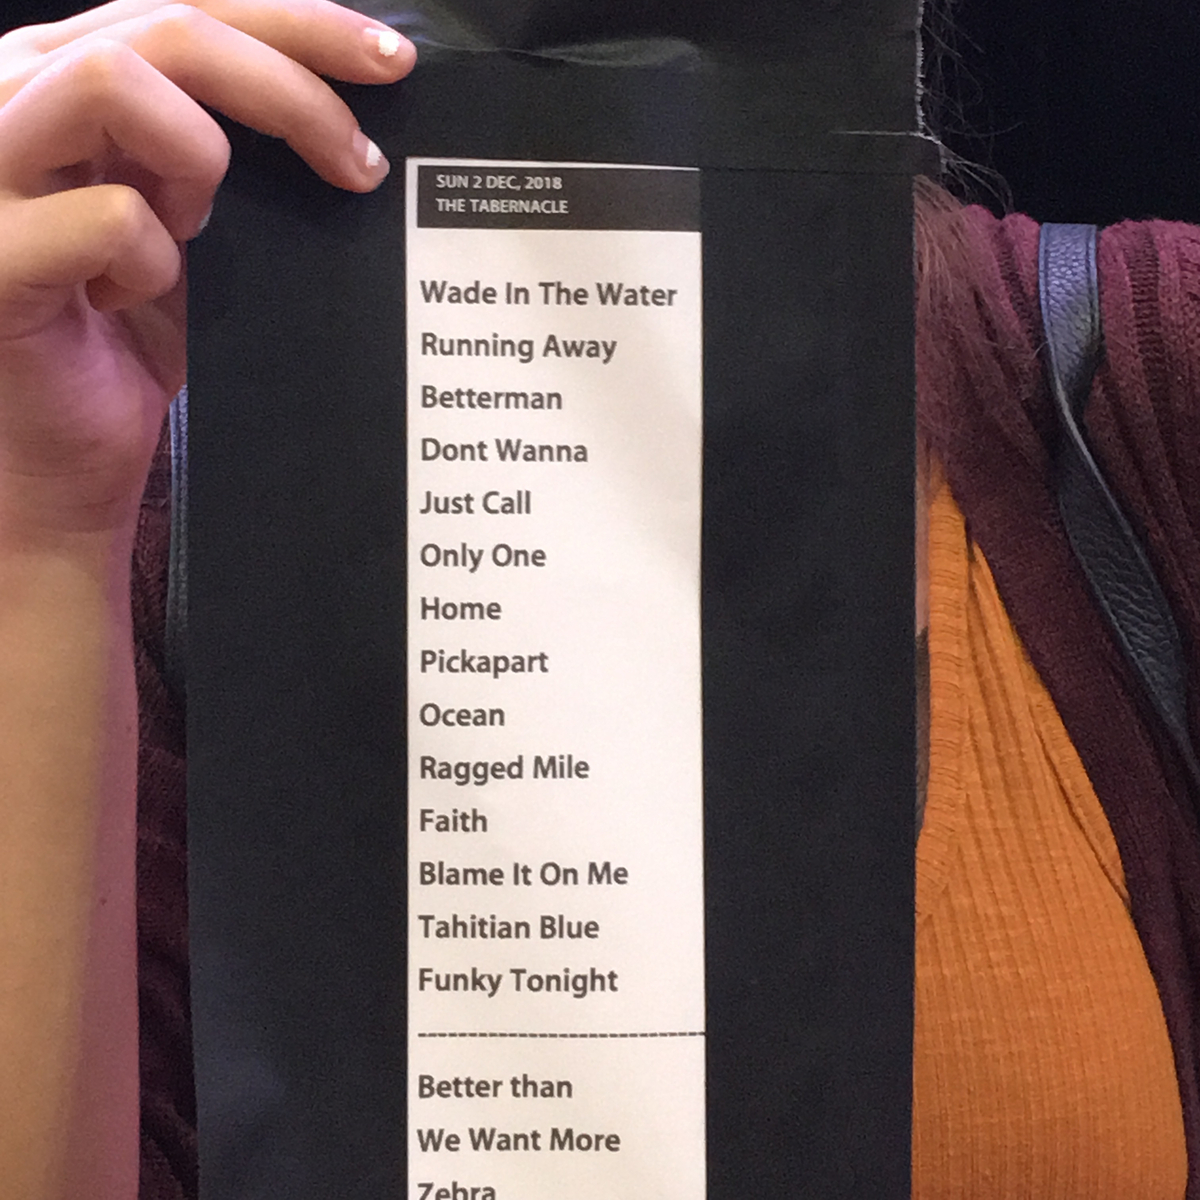 SUN 2 DEC, 2018
THE TABERNACLE
Wade In The Water
Running Away
Betterman
Dont Wanna
Just Call
Only One
Home
Pickapart
Ocean
Ragged Mile
Faith
Blame It On Me
Tahitian Blue
Funky Tonight
Better than
We Want More
Zebra